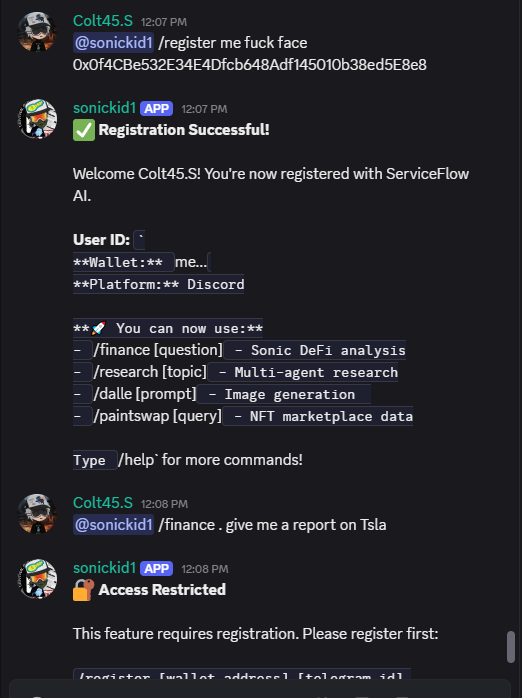 Colt45.S 12:07 PM
@sonickid1 /register me fuck face
0x0f4CBe532E34E4Dfcb648Adf145010b38ed5E8e8
sonickid1 APP 12:07 PM
✅ Registration Successful!
Welcome Colt45.S! You're now registered with ServiceFlow
AI.
User ID: `
**Wallet:** me...
**Platform:** Discord
**🚀 You can now use:**
- /finance [question] - Sonic DeFi analysis
- /research [topic] - Multi-agent research
- /dalle [prompt] - Image generation
- /paintswap [query] - NFT marketplace data
Type /help` for more commands!
Colt45.S 12:08 PM
@sonickid1 /finance . give me a report on Tsla
sonickid1 APP 12:08 PM
🔐 Access Restricted
This feature requires registration. Please register first:
/register [wallet address] [telegram id]